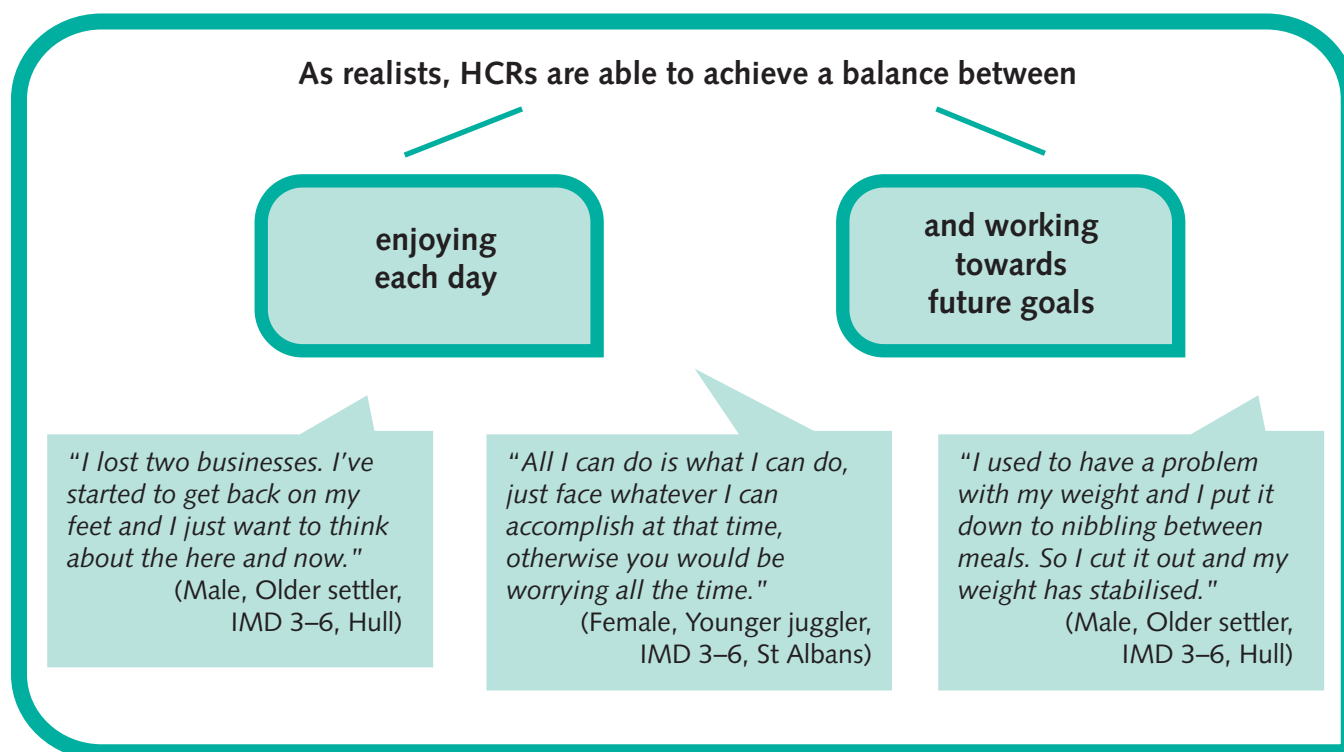 As realists, HCRs are able to achieve a balance between
enjoying
each day
and working
towards
future goals
"I lost two businesses. I've
started to get back on my
feet and I just want to think
about the here and now."
(Male, Older settler,
IMD 3–6, Hull)
"All I can do is what I can do,
just face whatever I can
accomplish at that time,
otherwise you would be
worrying all the time."
(Female, Younger juggler,
IMD 3–6, St Albans)
"I used to have a problem
with my weight and I put it
down to nibbling between
meals. So I cut it out and my
weight has stabilised."
(Male, Older settler,
IMD 3–6, Hull)